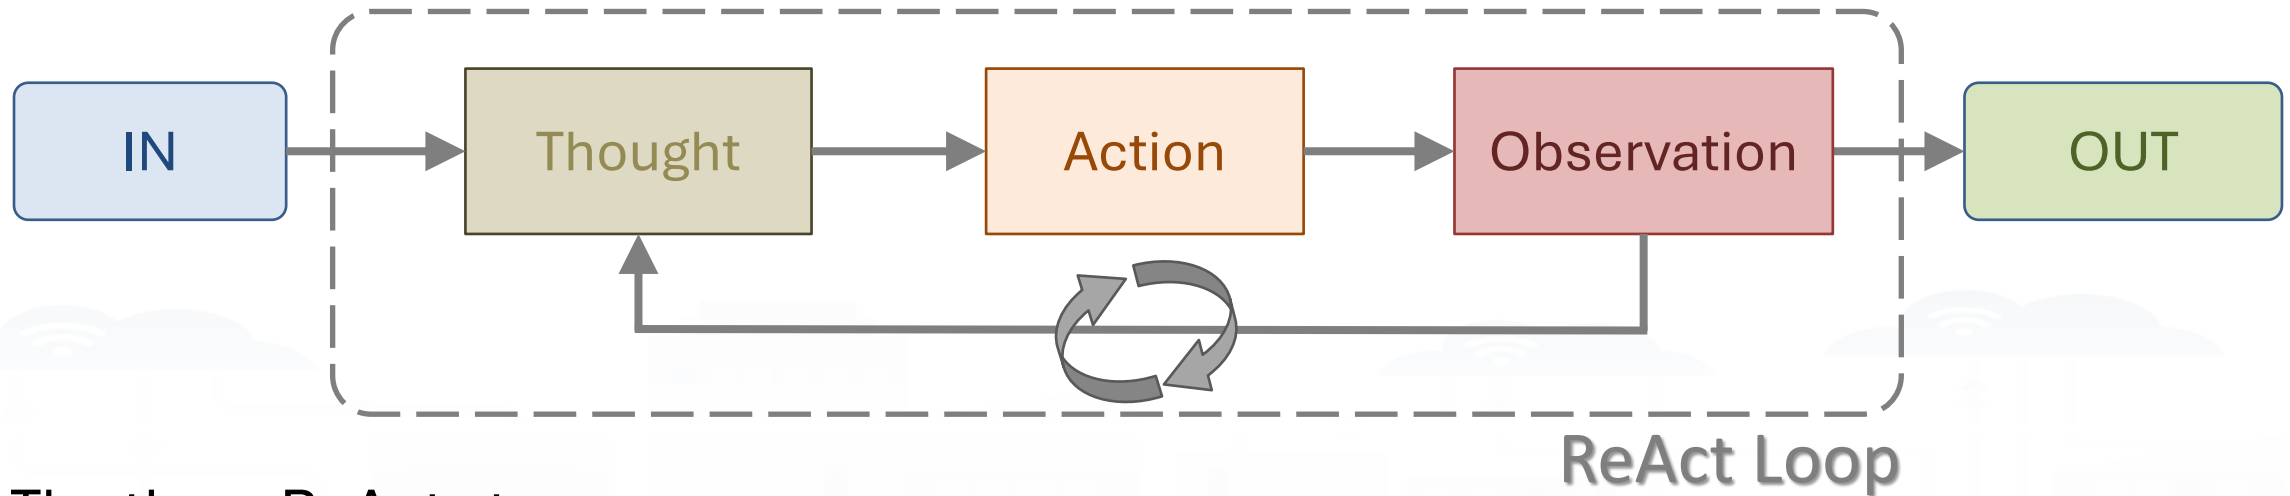 IN
Thought
Action
Observation
OUT
ReAct Loop